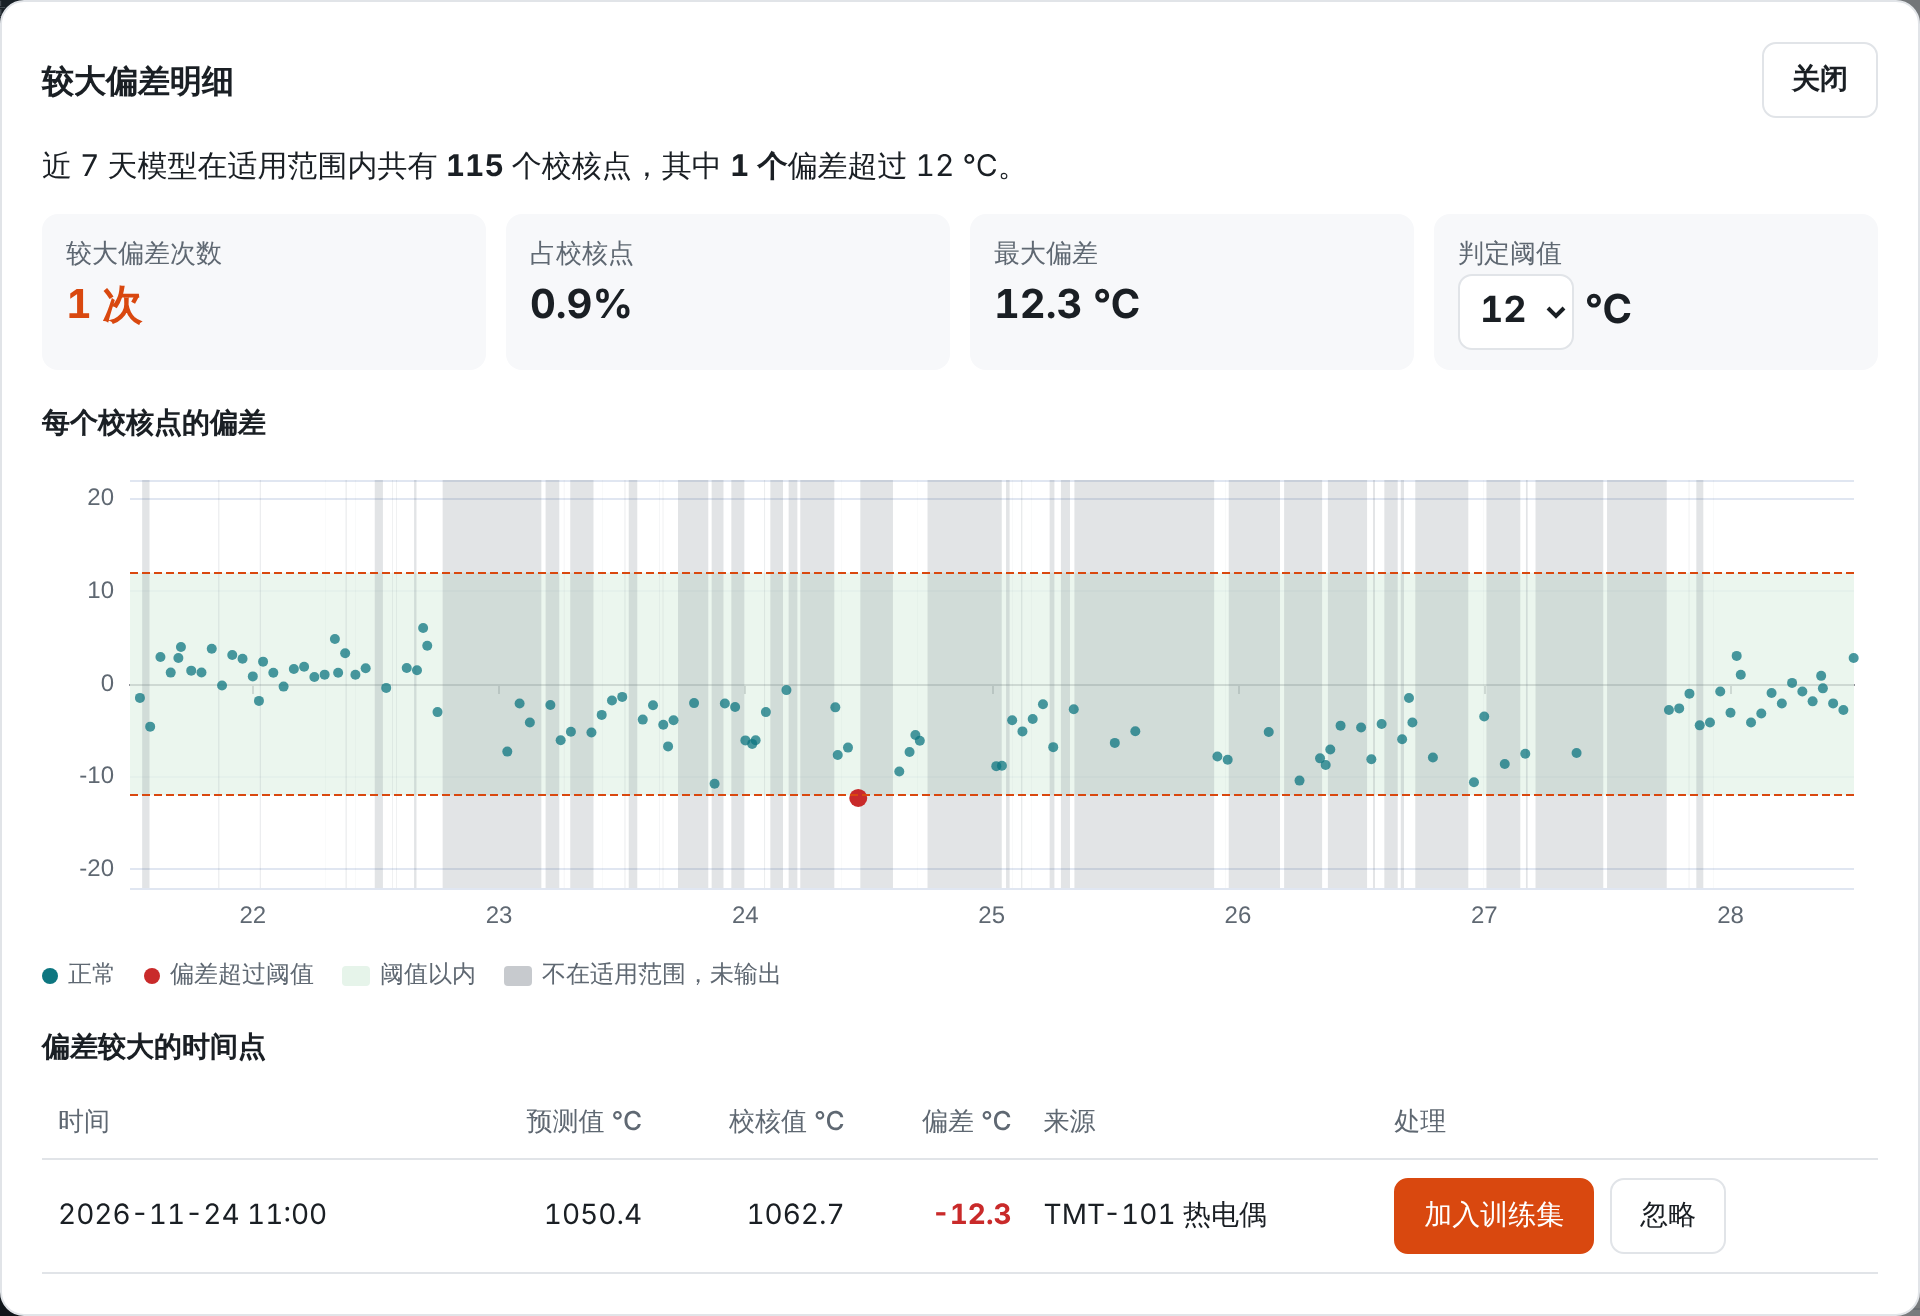 较大偏差明细
关闭
近 7 天模型在适用范围内共有 115 个校核点，其中 1 个偏差超过 12 °C。
较大偏差次数
1 次
占校核点
0.9%
最大偏差
12.3 °C
判定阈值
12 °C
每个校核点的偏差
20
10
0
-10
-20
22 23 24 25 26 27 28
正常 偏差超过阈值 阈值以内 不在适用范围，未输出
偏差较大的时间点
时间 预测值 °C 校核值 °C 偏差 °C 来源 处理
2026-11-24 11:00 1050.4 1062.7 -12.3 TMT-101 热电偶 加入训练集 忽略